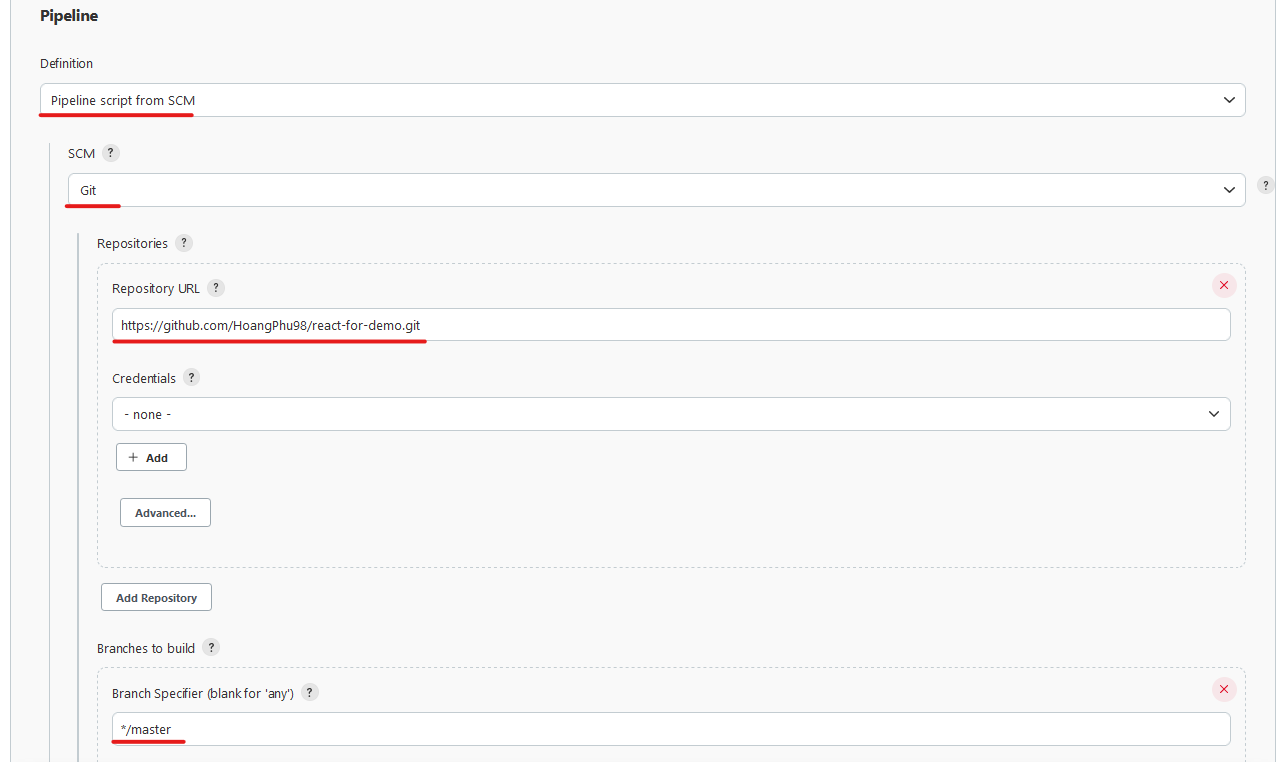 Pipeline
Definition
Pipeline script from SCM
SCM ?
Git
?
Repositories ?
Repository URL ?
https://github.com/HoangPhu98/react-for-demo.git
Credentials ?
- none -
+ Add
Advanced...
Add Repository
Branches to build ?
Branch Specifier (blank for 'any') ?
*/master